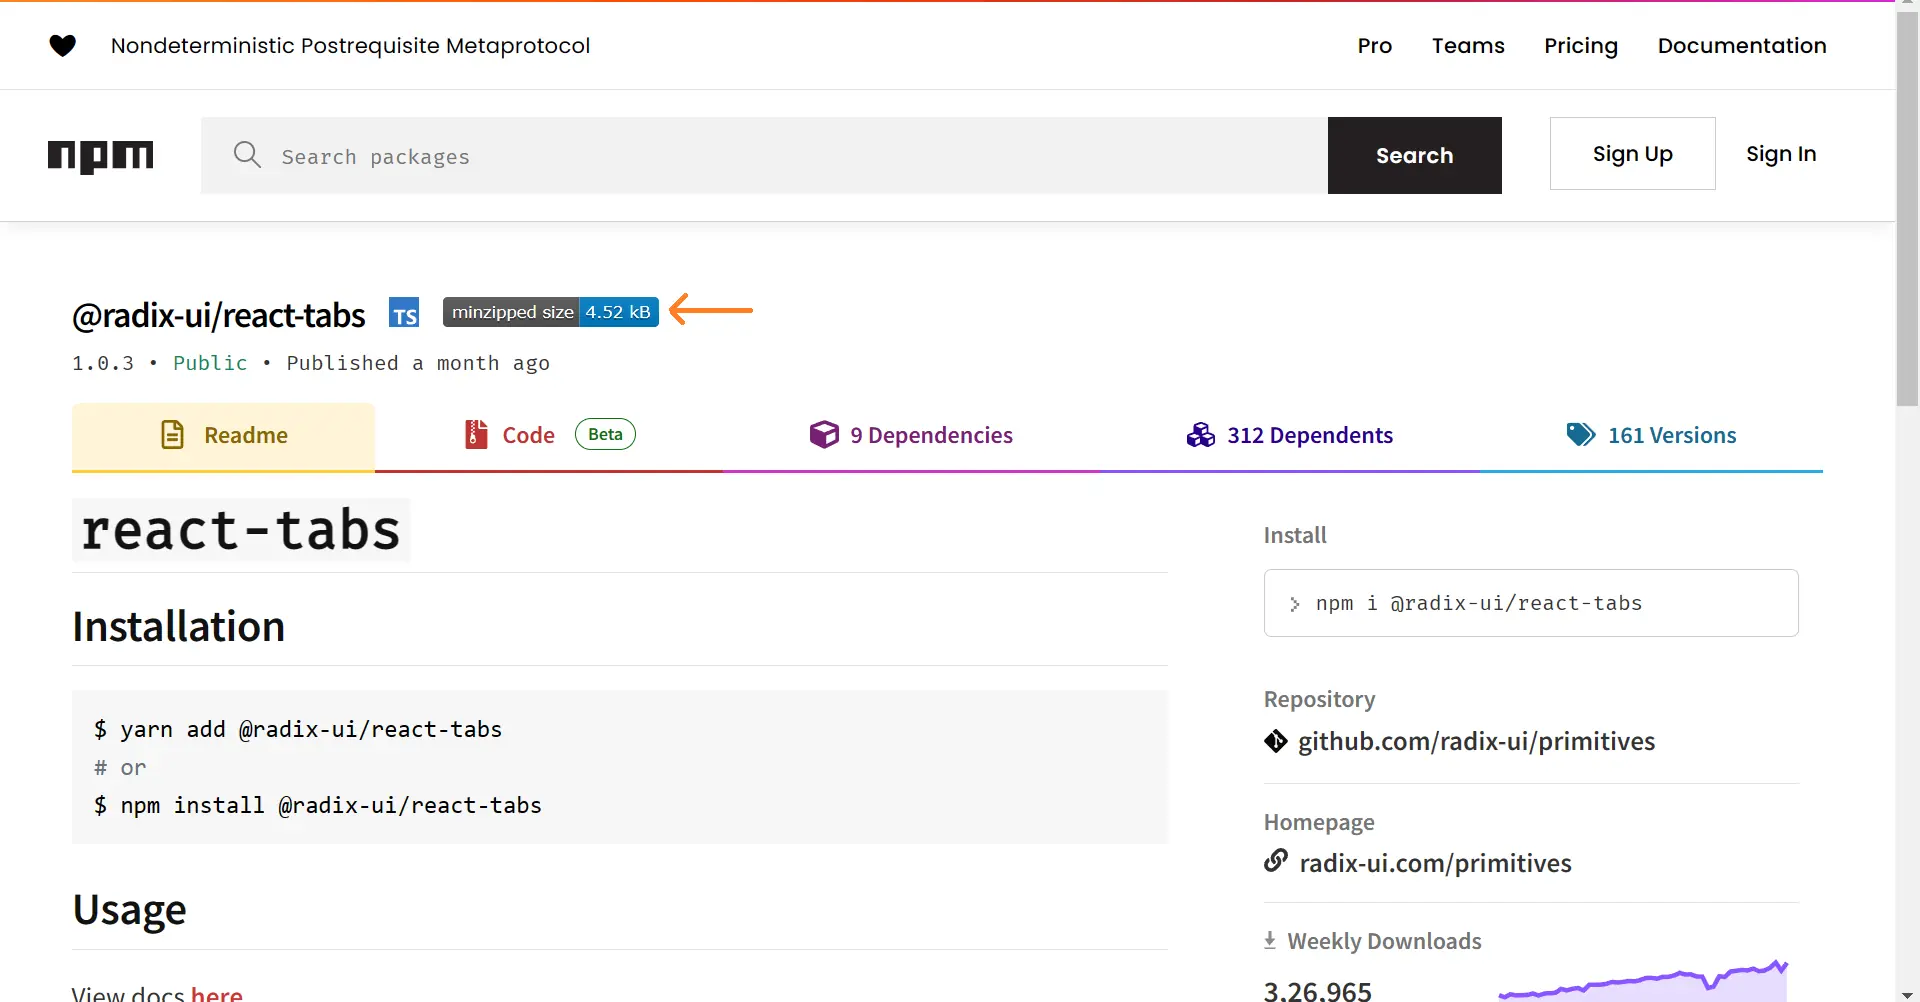 Nondeterministic Postrequisite Metaprotocol
Pro Teams Pricing Documentation
npm
Search packages
Search
Sign Up
Sign In
@radix-ui/react-tabs TS minzipped size 4.52 kB
1.0.3 • Public • Published a month ago
Readme
Code Beta
9 Dependencies
312 Dependents
161 Versions
react-tabs
Installation
$ yarn add @radix-ui/react-tabs
# or
$ npm install @radix-ui/react-tabs
Usage
View docs here
Install
> npm i @radix-ui/react-tabs
Repository
github.com/radix-ui/primitives
Homepage
radix-ui.com/primitives
Weekly Downloads
3,26,965